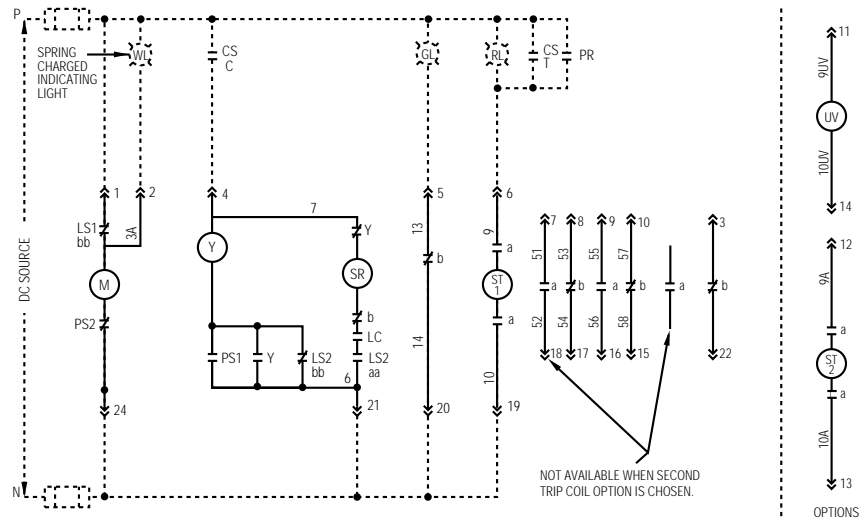 P
SPRING
CHARGED
INDICATING
LIGHT
WL
CS
C
GL
RL
CS
T
PR
11
9UV
UV
10UV
14
DC SOURCE
1
2
4
5
6
7
LS1
bb
3A
Y
Y
SR
M
PS2
b
LC
LS2
aa
PS1
Y
LS2
bb
6
24
21
13
b
14
20
9
a
ST
1
a
10
19
7
8
9
10
3
51
53
55
57
a
b
a
b
a
b
52
54
56
58
18
17
16
15
22
NOT AVAILABLE WHEN SECOND
TRIP COIL OPTION IS CHOSEN.
12
9A
a
ST
2
a
10A
13
N
OPTIONS